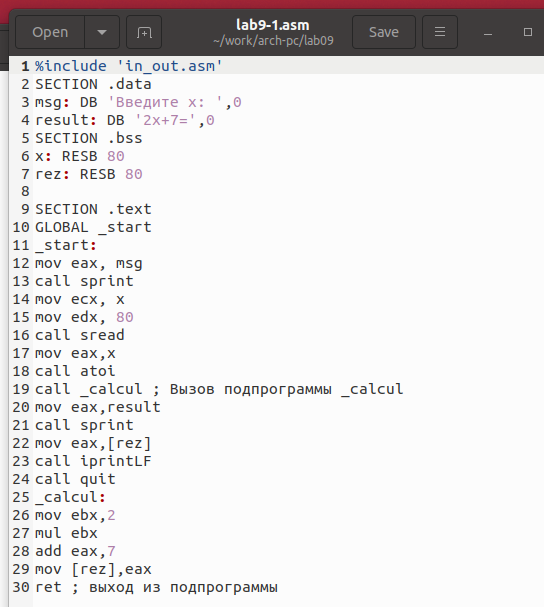 Open
lab9-1.asm
~/work/arch-pc/lab09
Save
1 %include 'in_out.asm'
2 SECTION .data
3 msg: DB 'Введите x: ',0
4 result: DB '2x+7=',0
5 SECTION .bss
6 x: RESB 80
7 rez: RESB 80
8
9 SECTION .text
10 GLOBAL _start
11 _start:
12 mov eax, msg
13 call sprint
14 mov ecx, x
15 mov edx, 80
16 call sread
17 mov eax,x
18 call atoi
19 call _calcul ; Вызов подпрограммы _calcul
20 mov eax,result
21 call sprint
22 mov eax,[rez]
23 call iprintLF
24 call quit
25 _calcul:
26 mov ebx,2
27 mul ebx
28 add eax,7
29 mov [rez],eax
30 ret ; выход из подпрограммы